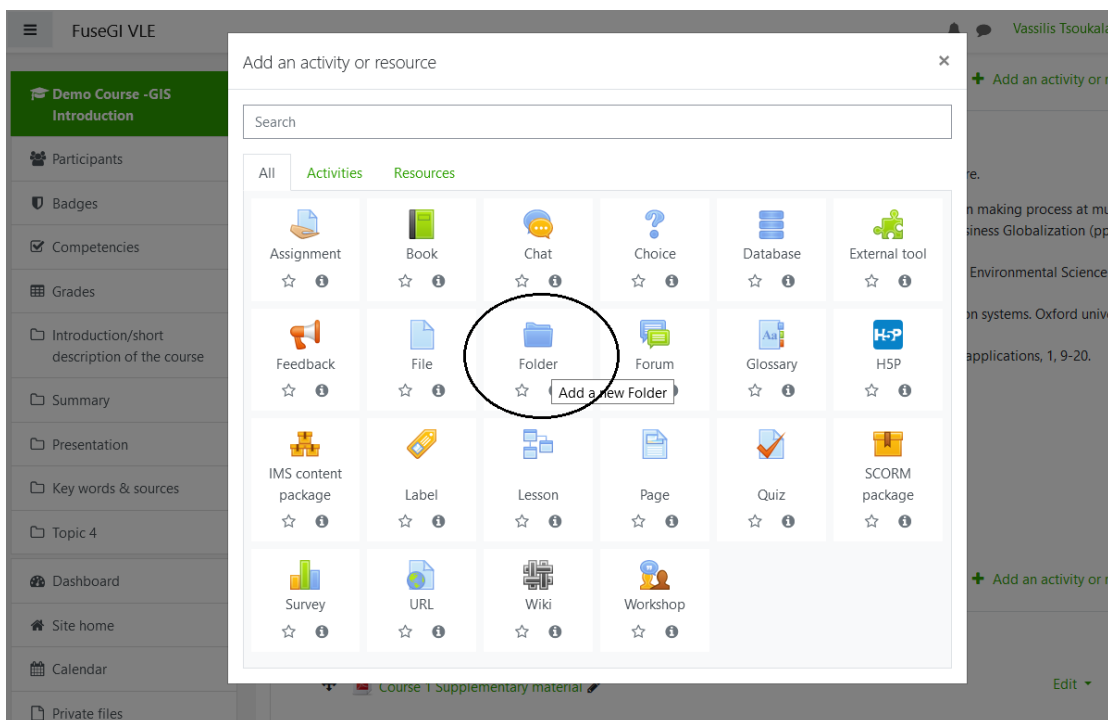 FuseGI VLE
Vassilis Tsoukala
Demo Course -GIS
Introduction
Participants
Badges
Competencies
Grades
Introduction/short
description of the course
Summary
Presentation
Key words & sources
Topic 4
Dashboard
Site home
Calendar
Private files
Add an activity or resource
×
Search
All Activities Resources
Assignment Book Chat Choice Database External tool
Feedback File Folder Forum Glossary H5P
Add a new Folder
IMS content
package Label Lesson Page Quiz SCORM
package
Survey URL Wiki Workshop
Add an activity or r
re.
n making process at mu
siness Globalization (pp
Environmental Science
on systems. Oxford unive
applications, 1, 9-20.
Add an activity or r
Course 1 Supplementary material
Edit